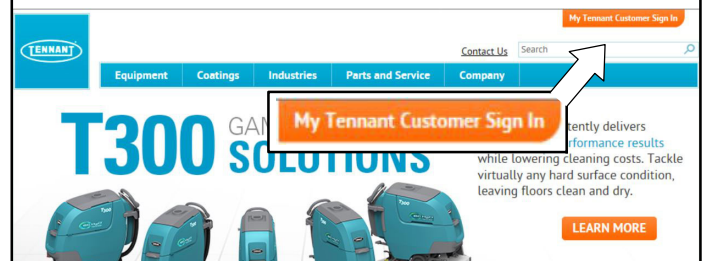 My Tennant Customer Sign In
TENNANT
Contact Us Search
Equipment Coatings Industries Parts and Service Company
My Tennant Customer Sign In
T300
SOLUTIONS
tently delivers
rformance results
while lowering cleaning costs. Tackle
virtually any hard surface condition,
leaving floors clean and dry.
LEARN MORE